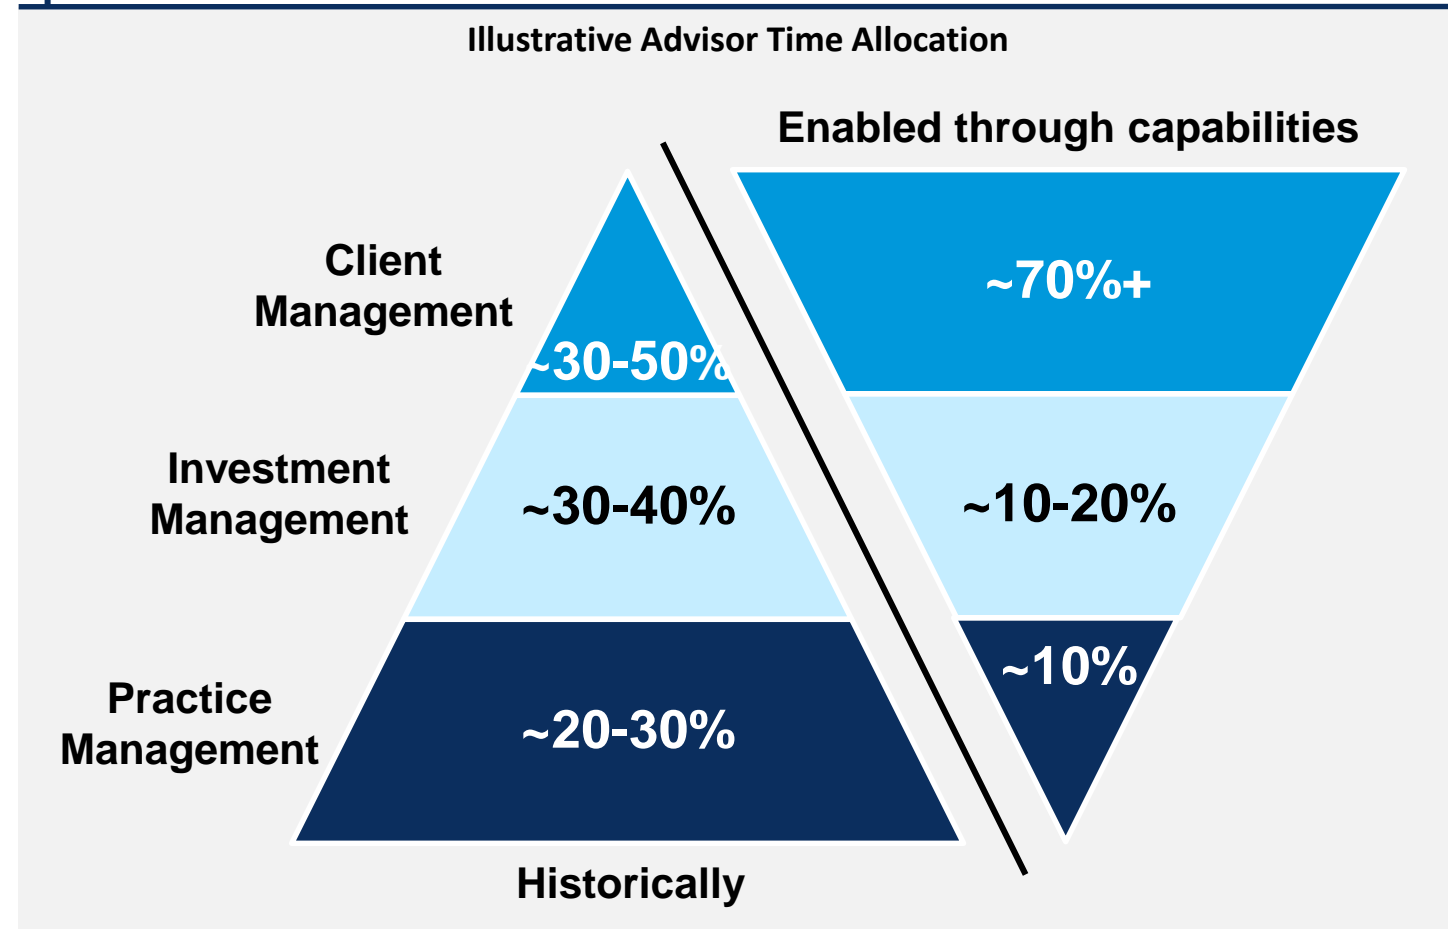 Illustrative Advisor Time Allocation
Enabled through capabilities
Client
Management
~30-50%
~70%+
Investment
Management
~30-40%
~10-20%
Practice
Management
~20-30%
~10%
Historically